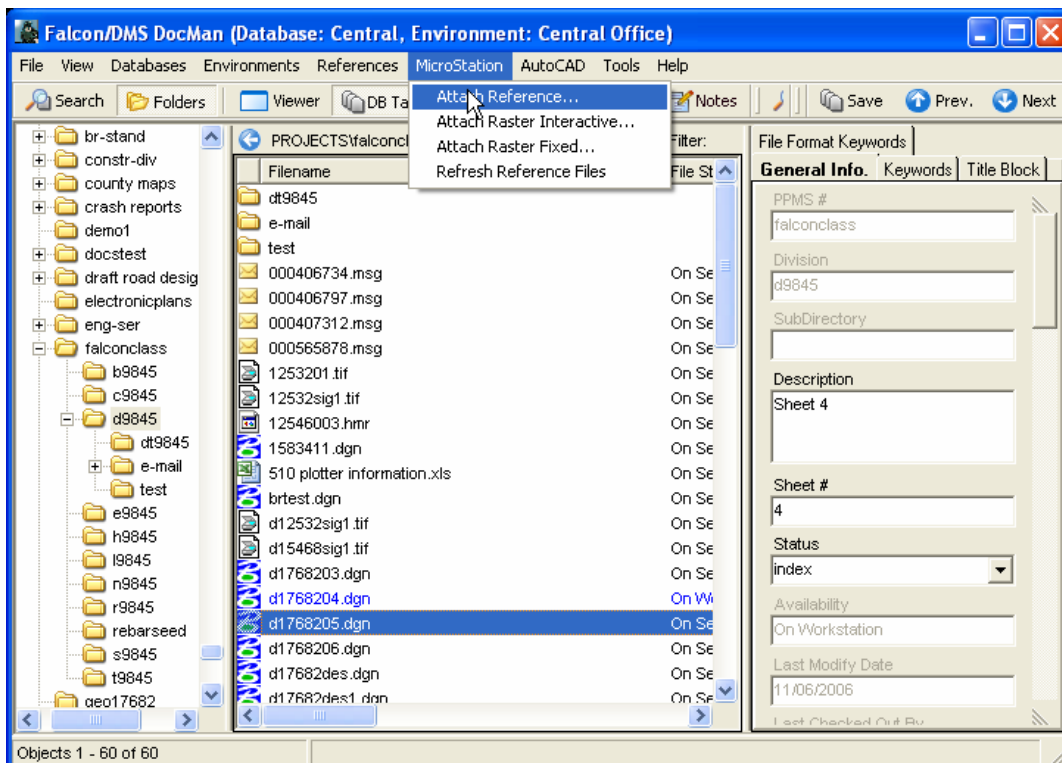 Falcon/DMS DocMan (Database: Central, Environment: Central Office)
File View Databases Environments References MicroStation AutoCAD Tools Help
Search Folders Viewer DB Ta Notes Save Prev. Next
Attach Reference...
Attach Raster Interactive...
Attach Raster Fixed...
Refresh Reference Files
br-stand
constr-div
county maps
crash reports
demo1
docstest
draft road desig
electronicplans
eng-ser
falconclass
b9845
c9845
d9845
dt9845
e-mail
test
e9845
h9845
l9845
n9845
r9845
rebarseed
s9845
t9845
geo17682
PROJECTS\falconcl Filter:
Filename File St
dt9845
e-mail
test
000406734.msg On Se
000406797.msg On Se
000407312.msg On Se
000565878.msg On Se
1253201.tif On Se
12532sig1.tif On Se
12546003.hmr On Se
1583411.dgn On Se
510 plotter information.xls On Se
brtest.dgn On Se
d12532sig1.tif On Se
d15468sig1.tif On Se
d1768203.dgn On Se
d1768204.dgn On Wo
d1768205.dgn On Se
d1768206.dgn On Se
d17682des.dgn On Se
d17682des1.dgn On Se
File Format Keywords
General Info. Keywords Title Block
PPMS #
falconclass
Division
d9845
SubDirectory
Description
Sheet 4
Sheet #
4
Status
index
Availability
On Workstation
Last Modify Date
11/06/2006
Last Checked Out By
Objects 1 - 60 of 60